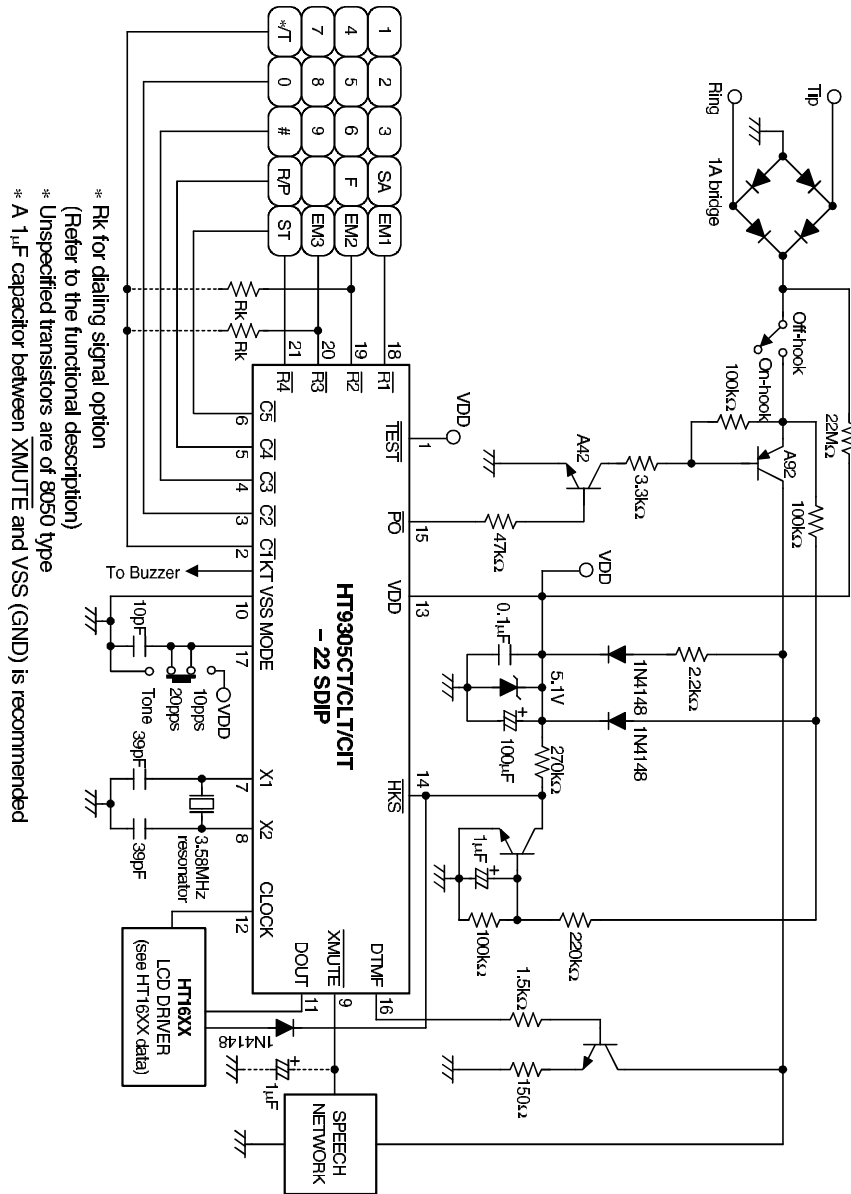 Tip
Ring
1A bridge
Off-hook
On-hook
100kΩ
22MΩ
A92
100kΩ
3.3kΩ
A42
47kΩ
VDD
VDD
0.1μF
5.1V
100μF
1N4148
2.2kΩ
1N4148
270kΩ
1μF
100kΩ
220kΩ
1.5kΩ
150Ω
1 2 3 SA EM1
4 5 6 F EM2
7 8 9 EM3
*/T 0 # R/P ST
Rk
Rk
18 19 20 21 1 15 13 14 16
R1 R2 R3 R4 TEST PO VDD HKS DTMF
HT9305CT/CLT/CIT
– 22 SDIP
C5 C4 C3 C2 C1 KT VSS MODE X1 X2 CLOCK DOUT XMUTE
6 5 4 3 2 10 17 7 8 12 11 9
To Buzzer
10pF
VDD
10pps
20pps
Tone
39pF
39pF
3.58MHz
resonator
HT16XX
LCD DRIVER
(see HT16XX data)
1N4148
1μF
SPEECH
NETWORK
* Rk for dialing signal option
(Refer to the functional description)
* Unspecified transistors are of 8050 type
* A 1μF capacitor between XMUTE and VSS (GND) is recommended